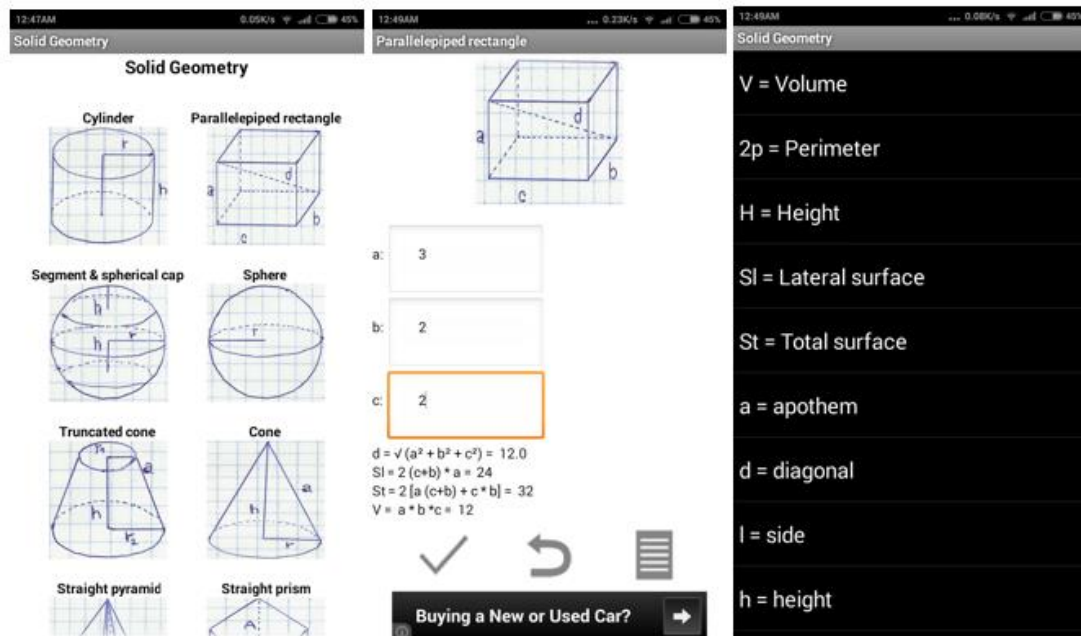 12:47AM 0.05K/s 45%
Solid Geometry
Solid Geometry
Cylinder Parallelepiped rectangle
r
h
a
d
b
c
Segment & spherical cap Sphere
h
h
r
r
Truncated cone Cone
r1
a
h
r2
a
h
r
Straight pyramid Straight prism
A
12:49AM ... 0.23K/s 45%
Parallelepiped rectangle
a
d
b
c
a: 3
b: 2
c: 2
d = √ (a² + b² + c²) = 12.0
Sl = 2 (c+b) * a = 24
St = 2 [a (c+b) + c * b] = 32
V = a * b *c = 12
Buying a New or Used Car?
12:49AM ... 0.08K/s 45%
Solid Geometry
V = Volume
2p = Perimeter
H = Height
Sl = Lateral surface
St = Total surface
a = apothem
d = diagonal
l = side
h = height